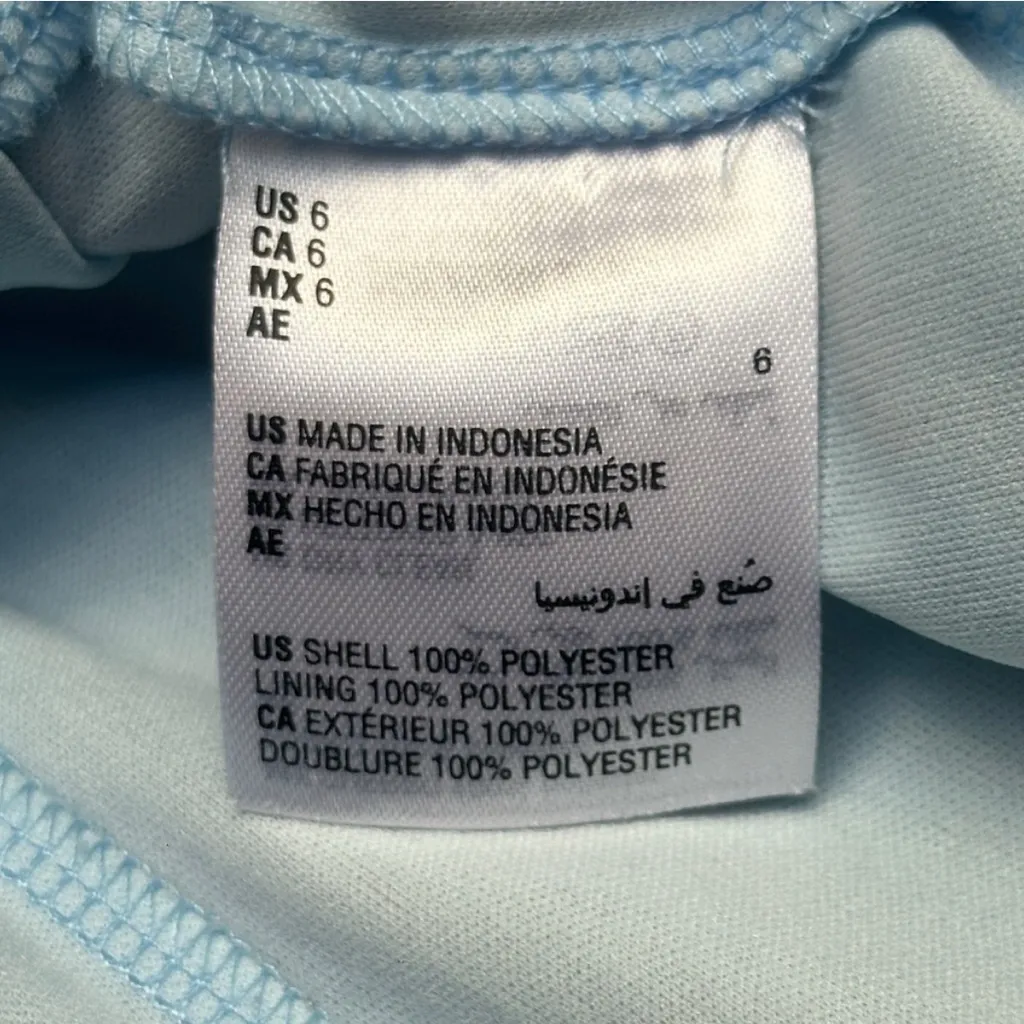 US 6
CA 6
MX 6
AE
6
US MADE IN INDONESIA
CA FABRIQUÉ EN INDONÉSIE
MX HECHO EN INDONESIA
AE
صُنع في إندونيسيا
US SHELL 100% POLYESTER
LINING 100% POLYESTER
CA EXTÉRIEUR 100% POLYESTER
DOUBLURE 100% POLYESTER